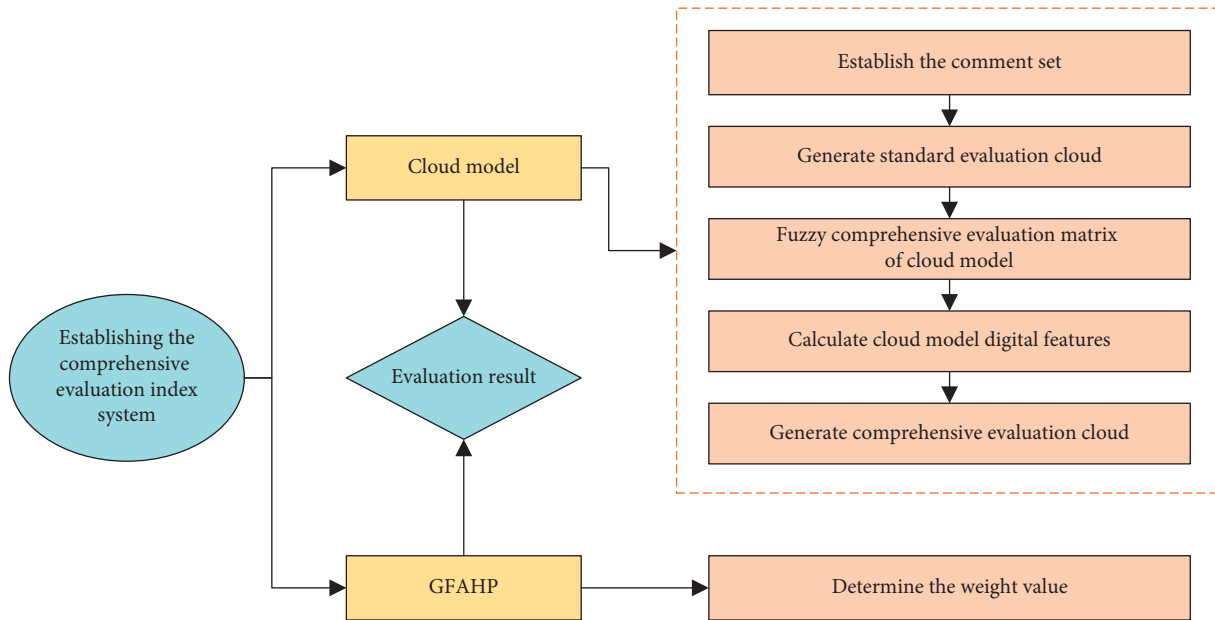 Establishing the
comprehensive
evaluation index
system
Cloud model
Evaluation result
GFAHP
Establish the comment set
Generate standard evaluation cloud
Fuzzy comprehensive evaluation matrix
of cloud model
Calculate cloud model digital features
Generate comprehensive evaluation cloud
Determine the weight value